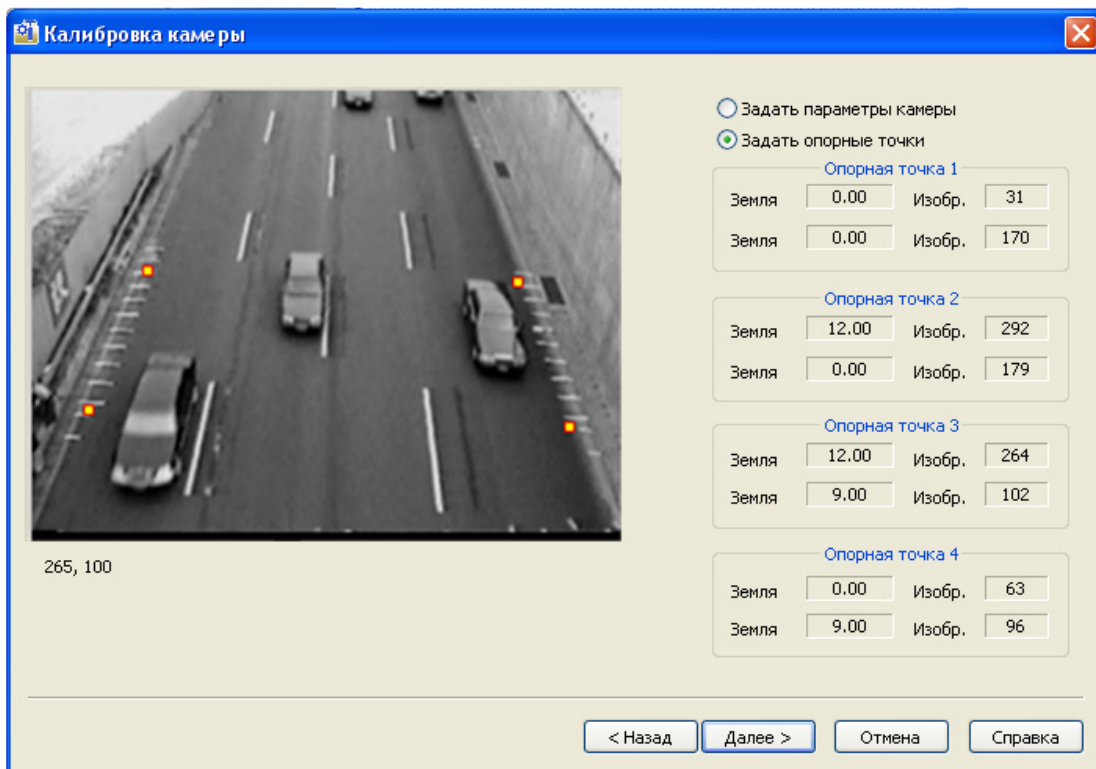 Калибровка камеры
Задать параметры камеры
Задать опорные точки
Опорная точка 1
Земля 0.00 Изобр. 31
Земля 0.00 Изобр. 170
Опорная точка 2
Земля 12.00 Изобр. 292
Земля 0.00 Изобр. 179
Опорная точка 3
Земля 12.00 Изобр. 264
Земля 9.00 Изобр. 102
Опорная точка 4
Земля 0.00 Изобр. 63
Земля 9.00 Изобр. 96
265, 100
< Назад Далее > Отмена Справка